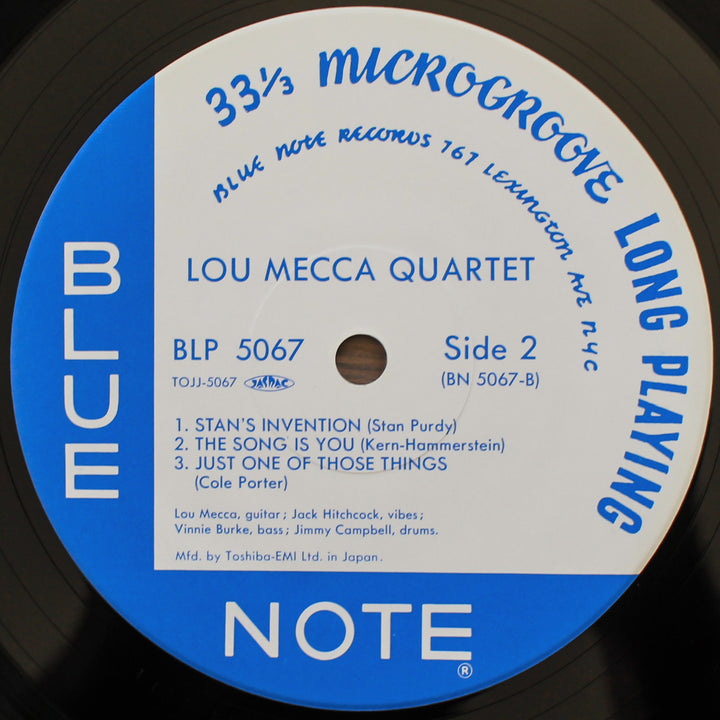 33⅓ MICROGROOVE LONG PLAYING
BLUE NOTE RECORDS 767 LEXINGTON AVE NYC
BLUE
LOU MECCA QUARTET
BLP 5067 Side 2
TOJJ-5067 JASRAC (BN 5067-B)
1. STAN'S INVENTION (Stan Purdy)
2. THE SONG IS YOU (Kern-Hammerstein)
3. JUST ONE OF THOSE THINGS
(Cole Porter)
Lou Mecca, guitar; Jack Hitchcock, vibes;
Vinnie Burke, bass; Jimmy Campbell, drums.
Mfd. by Toshiba-EMI Ltd. in Japan.
NOTE®